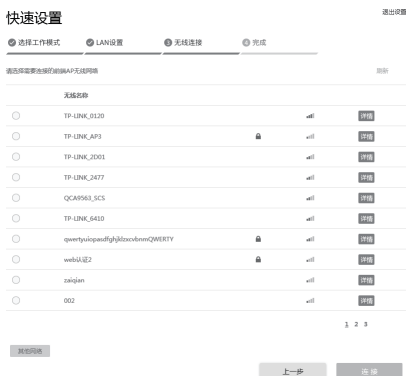 快速设置
退出设置
选择工作模式 LAN设置 3 无线连接 4 完成
请选择需要连接的前端AP无线网络 刷新
无线名称
TP-LINK_0120 详情
TP-LINK_AP3 详情
TP-LINK_2D01 详情
TP-LINK_2477 详情
QCA9563_SCS 详情
TP-LINK_6410 详情
qwertyuiopasdfghjklzxcvbnmQWERTY 详情
web认证2 详情
zaiqian 详情
002 详情
1 2 3
其他网络
上一步 连接